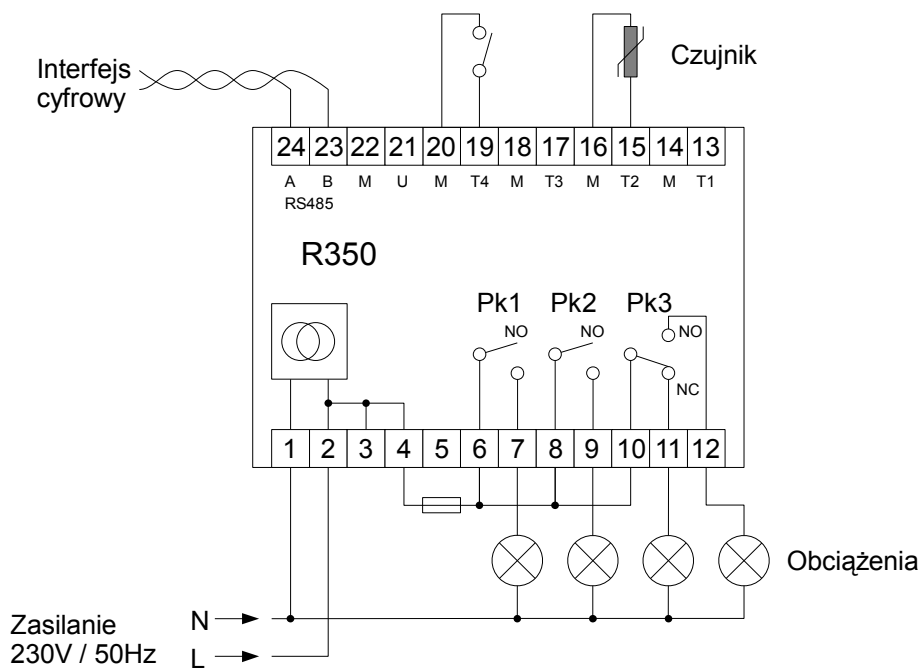 Interfejs
cyfrowy
Czujnik
24 23 22 21 20 19 18 17 16 15 14 13
A B M U M T4 M T3 M T2 M T1
RS485
R350
Pk1 Pk2 Pk3
NO NO NO
NC
1 2 3 4 5 6 7 8 9 10 11 12
Obciążenia
Zasilanie N
230V / 50Hz L